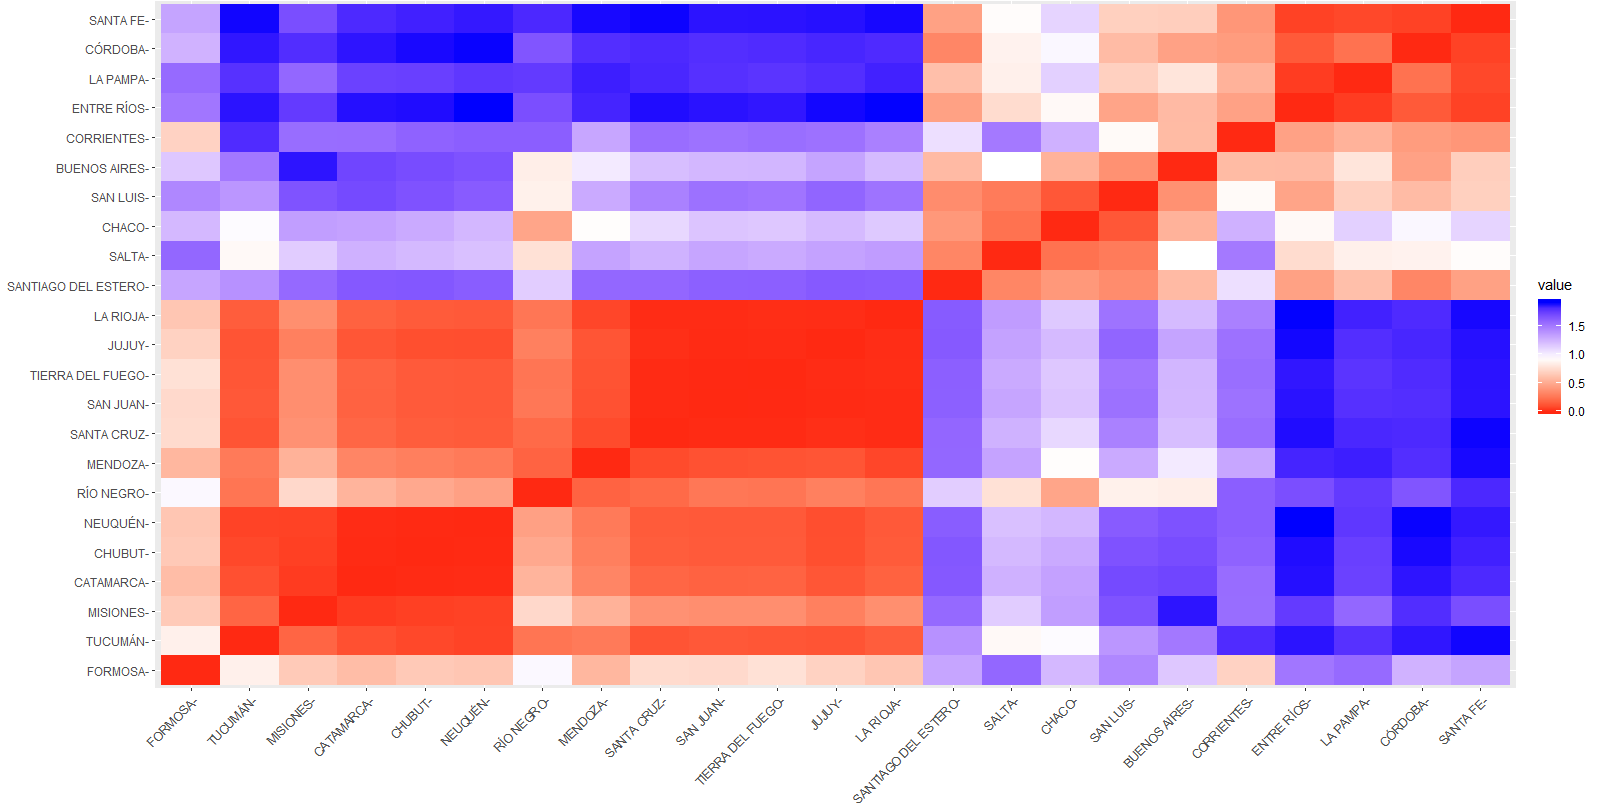 SANTA FE-
CÓRDOBA-
LA PAMPA-
ENTRE RÍOS-
CORRIENTES-
BUENOS AIRES-
SAN LUIS-
CHACO-
SALTA-
SANTIAGO DEL ESTERO-
LA RIOJA-
JUJUY-
TIERRA DEL FUEGO-
SAN JUAN-
SANTA CRUZ-
MENDOZA-
RÍO NEGRO-
NEUQUÉN-
CHUBUT-
CATAMARCA-
MISIONES-
TUCUMÁN-
FORMOSA-
FORMOSA-
TUCUMÁN-
MISIONES-
CATAMARCA-
CHUBUT-
NEUQUÉN-
RÍO NEGRO-
MENDOZA-
SANTA CRUZ-
SAN JUAN-
TIERRA DEL FUEGO-
JUJUY-
LA RIOJA-
SANTIAGO DEL ESTERO-
SALTA-
CHACO-
SAN LUIS-
BUENOS AIRES-
CORRIENTES-
ENTRE RÍOS-
LA PAMPA-
CÓRDOBA-
SANTA FE-
value
1.5
1.0
0.5
0.0